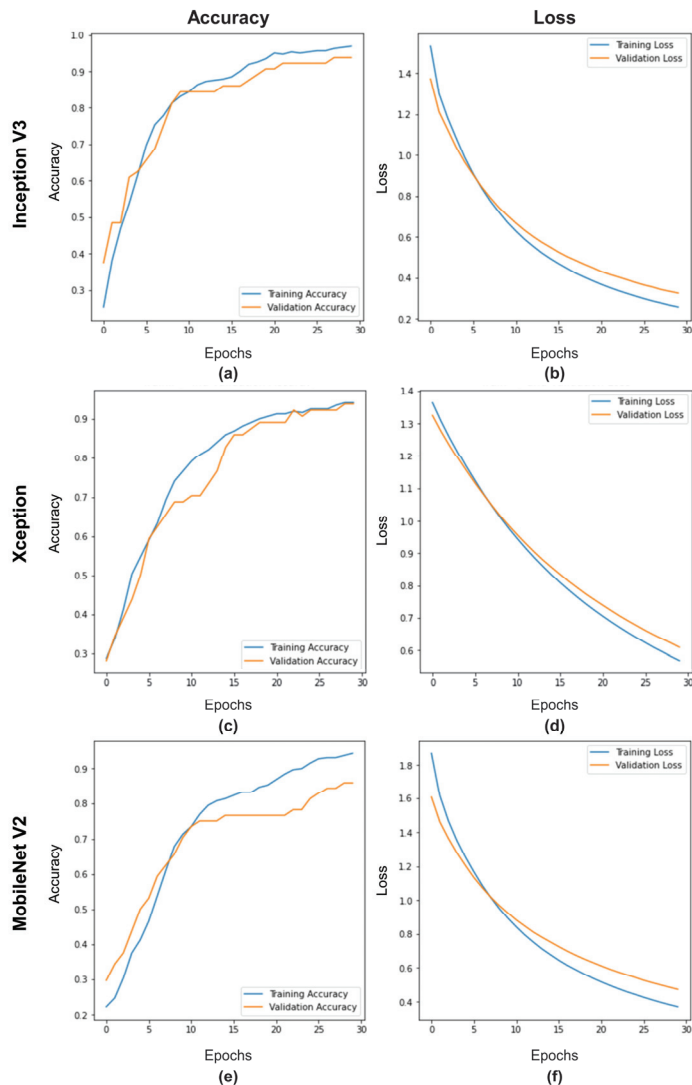 Accuracy
Loss
Inception V3
Accuracy
1.0
0.9
0.8
0.7
0.6
0.5
0.4
0.3
0 5 10 15 20 25 30
Training Accuracy
Validation Accuracy
Epochs
(a)
Loss
1.4
1.2
1.0
0.8
0.6
0.4
0.2
0 5 10 15 20 25 30
Training Loss
Validation Loss
Epochs
(b)
Xception
Accuracy
0.9
0.8
0.7
0.6
0.5
0.4
0.3
0 5 10 15 20 25 30
Training Accuracy
Validation Accuracy
Epochs
(c)
Loss
1.4
1.3
1.2
1.1
1.0
0.9
0.8
0.7
0.6
0 5 10 15 20 25 30
Training Loss
Validation Loss
Epochs
(d)
MobileNet V2
Accuracy
0.9
0.8
0.7
0.6
0.5
0.4
0.3
0.2
0 5 10 15 20 25 30
Training Accuracy
Validation Accuracy
Epochs
(e)
Loss
1.8
1.6
1.4
1.2
1.0
0.8
0.6
0.4
0 5 10 15 20 25 30
Training Loss
Validation Loss
Epochs
(f)